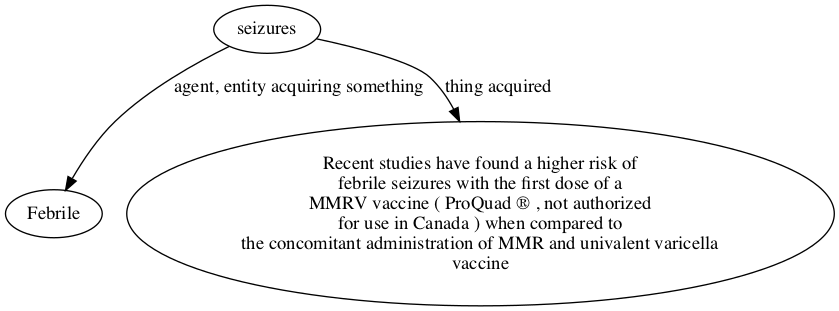 seizures
agent, entity acquiring something
thing acquired
Febrile
Recent studies have found a higher risk of
febrile seizures with the first dose of a
MMRV vaccine ( ProQuad ® , not authorized
for use in Canada ) when compared to
the concomitant administration of MMR and univalent varicella
vaccine